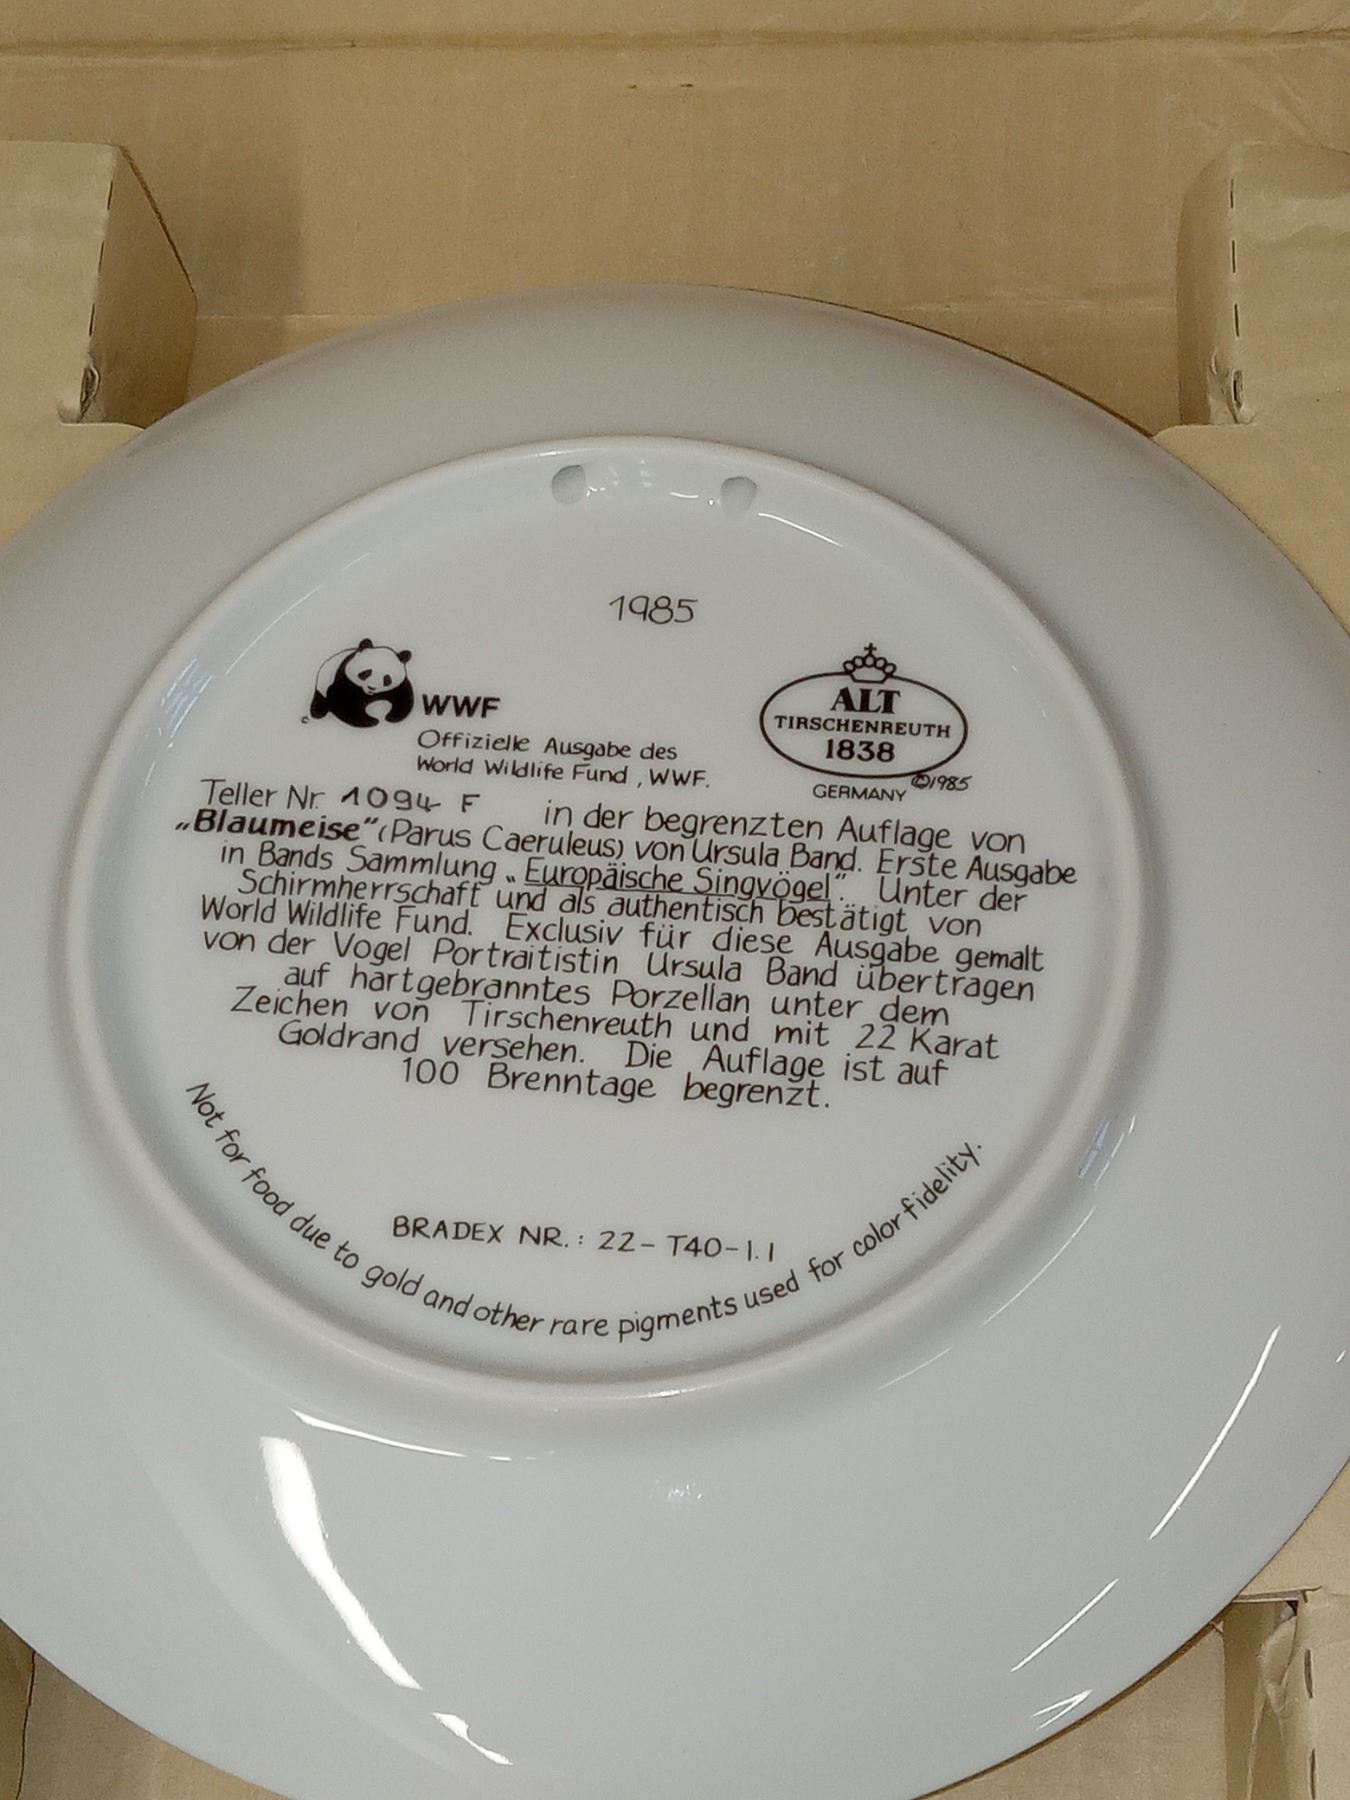 1985
WWF
©
Offizielle Ausgabe des
World Wildlife Fund, WWF.
ALT
TIRSCHENREUTH
1838
©1985
GERMANY
Teller Nr. 1094 F in der begrenzten Auflage von
„Blaumeise“ (Parus Caeruleus) von Ursula Band. Erste Ausgabe
in Bands Sammlung „Europäische Singvögel“. Unter der
Schirmherrschaft und als authentisch bestätigt von
World Wildlife Fund. Exclusiv für diese Ausgabe gemalt
von der Vogel Portraitistin Ursula Band übertragen
auf hartgebranntes Porzellan unter dem
Zeichen von Tirschenreuth und mit 22 Karat
Goldrand versehen. Die Auflage ist auf
100 Brenntage begrenzt.
BRADEX NR.: 22-T40-1.1
Not for food due to gold and other rare pigments used for color fidelity.